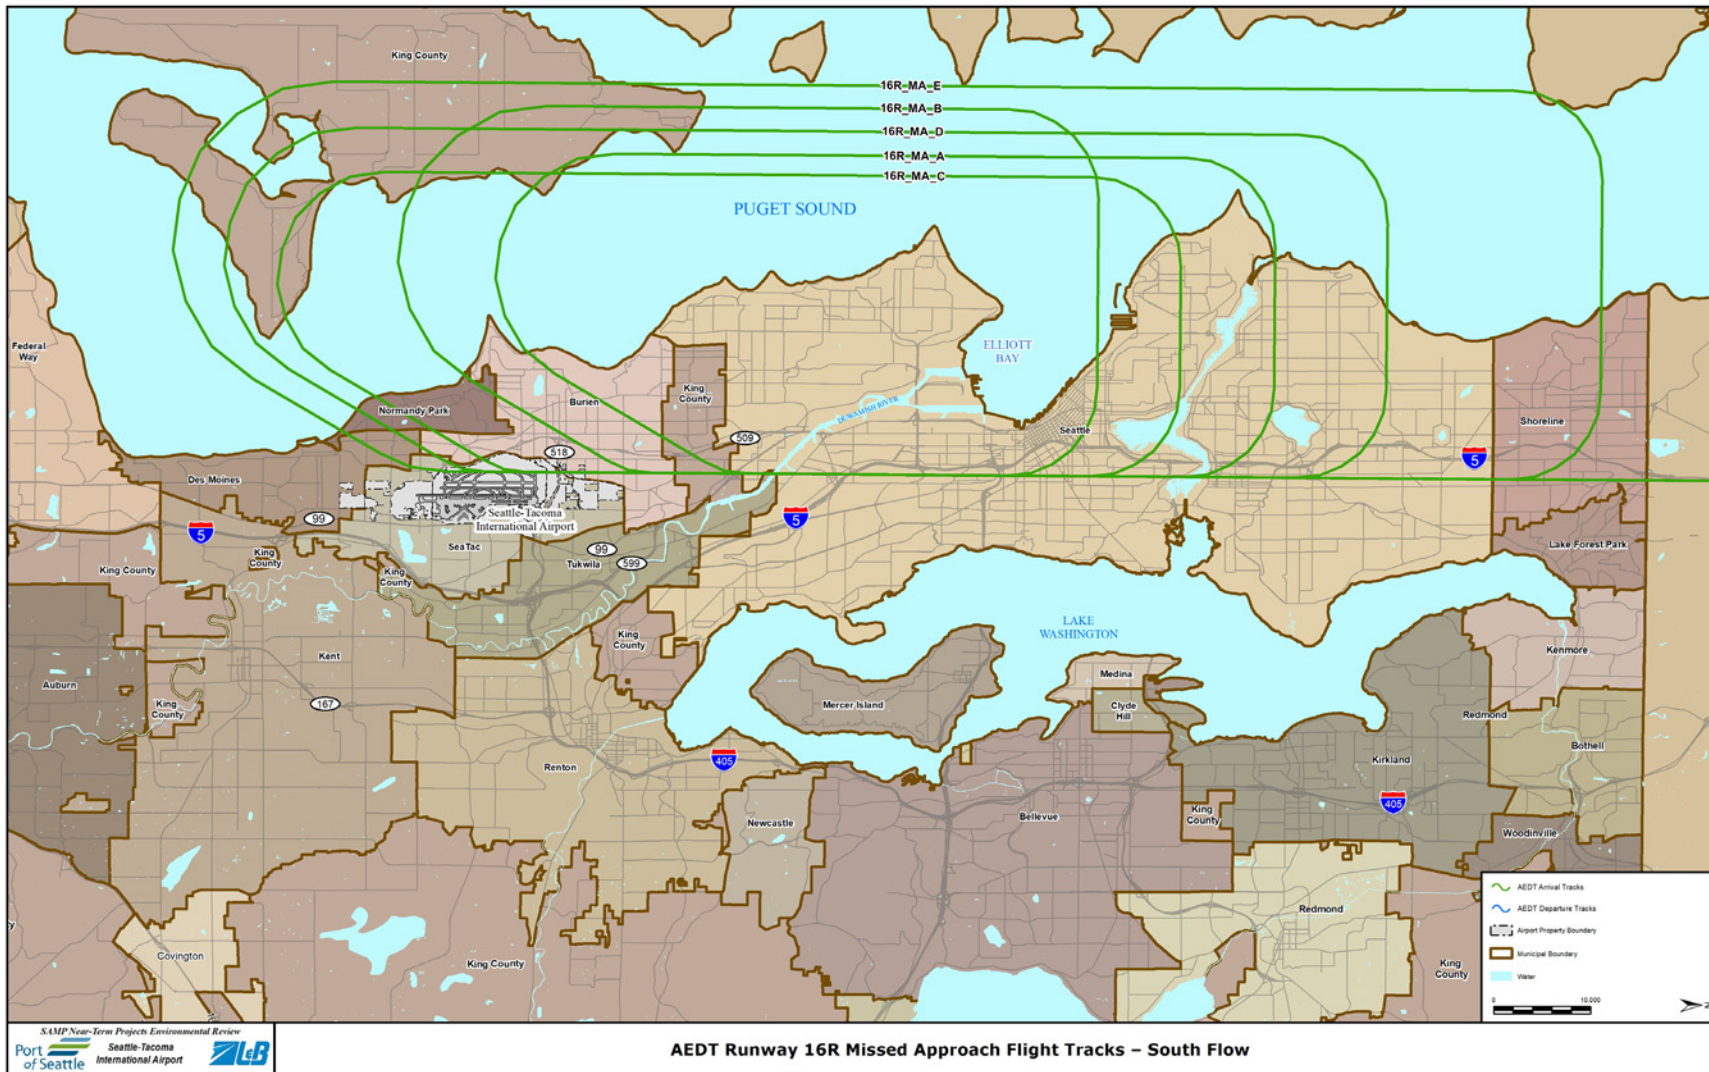 King County
16R_MA_E
16R_MA_B
16R_MA_D
16R_MA_A
16R_MA_C
PUGET SOUND
Federal
Way
ELLIOTT
BAY
King
County
Normandy Park
Burien
DUWAMISH RIVER
Seattle
Shoreline
509
518
5
Des Moines
Seattle-Tacoma
International Airport
99
5
5
SeaTac
King
County
99
599
Tukwila
Lake Forest Park
King County
King
County
LAKE
WASHINGTON
King
County
Kent
Kenmore
Auburn
King
County
167
Mercer Island
Medina
Clyde
Hill
Redmond
Bothell
Renton
405
Kirkland
405
King
County
Newcastle
Bellevue
Woodinville
Redmond
Covington
King County
King
County
AEDT Arrival Tracks
AEDT Departure Tracks
Airport Property Boundary
Municipal Boundary
Water
0 10,000
SAMP Near-Term Projects Environmental Review
Port
of Seattle
Seattle-Tacoma
International Airport
L&B
AEDT Runway 16R Missed Approach Flight Tracks – South Flow